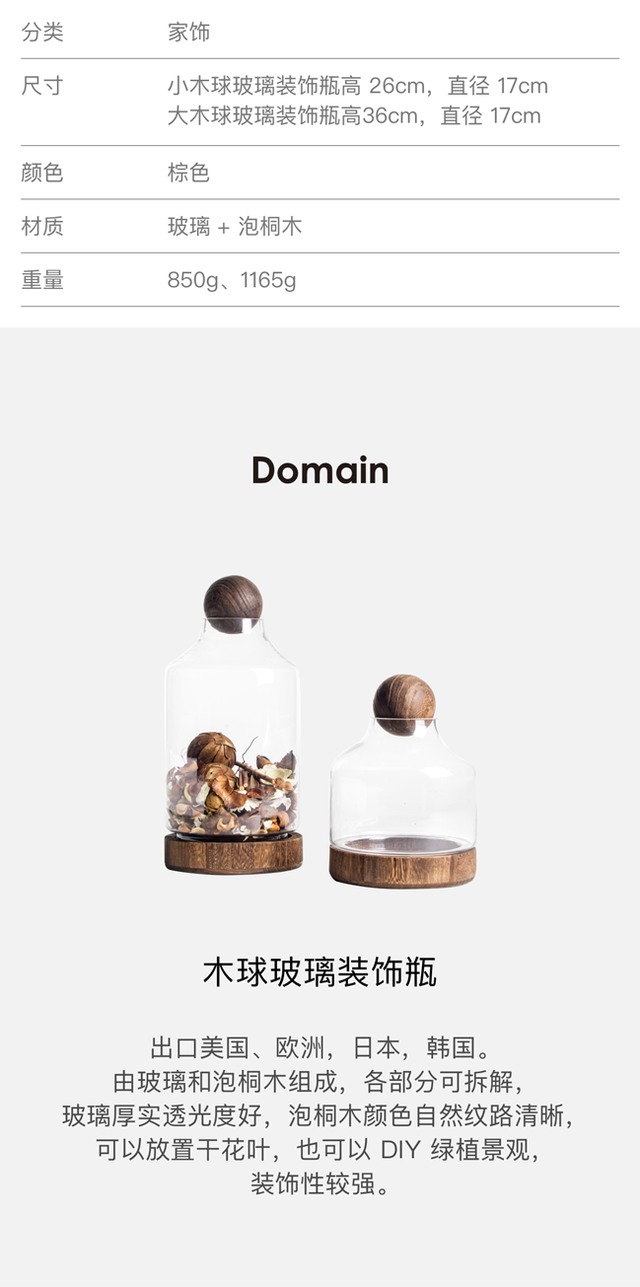 分类 家饰
尺寸 小木球玻璃装饰瓶高 26cm，直径 17cm
大木球玻璃装饰瓶高36cm，直径 17cm
颜色 棕色
材质 玻璃 + 泡桐木
重量 850g、1165g
Domain
木球玻璃装饰瓶
出口美国、欧洲，日本，韩国。
由玻璃和泡桐木组成，各部分可拆解，
玻璃厚实透光度好，泡桐木颜色自然纹路清晰，
可以放置干花叶，也可以 DIY 绿植景观，
装饰性较强。